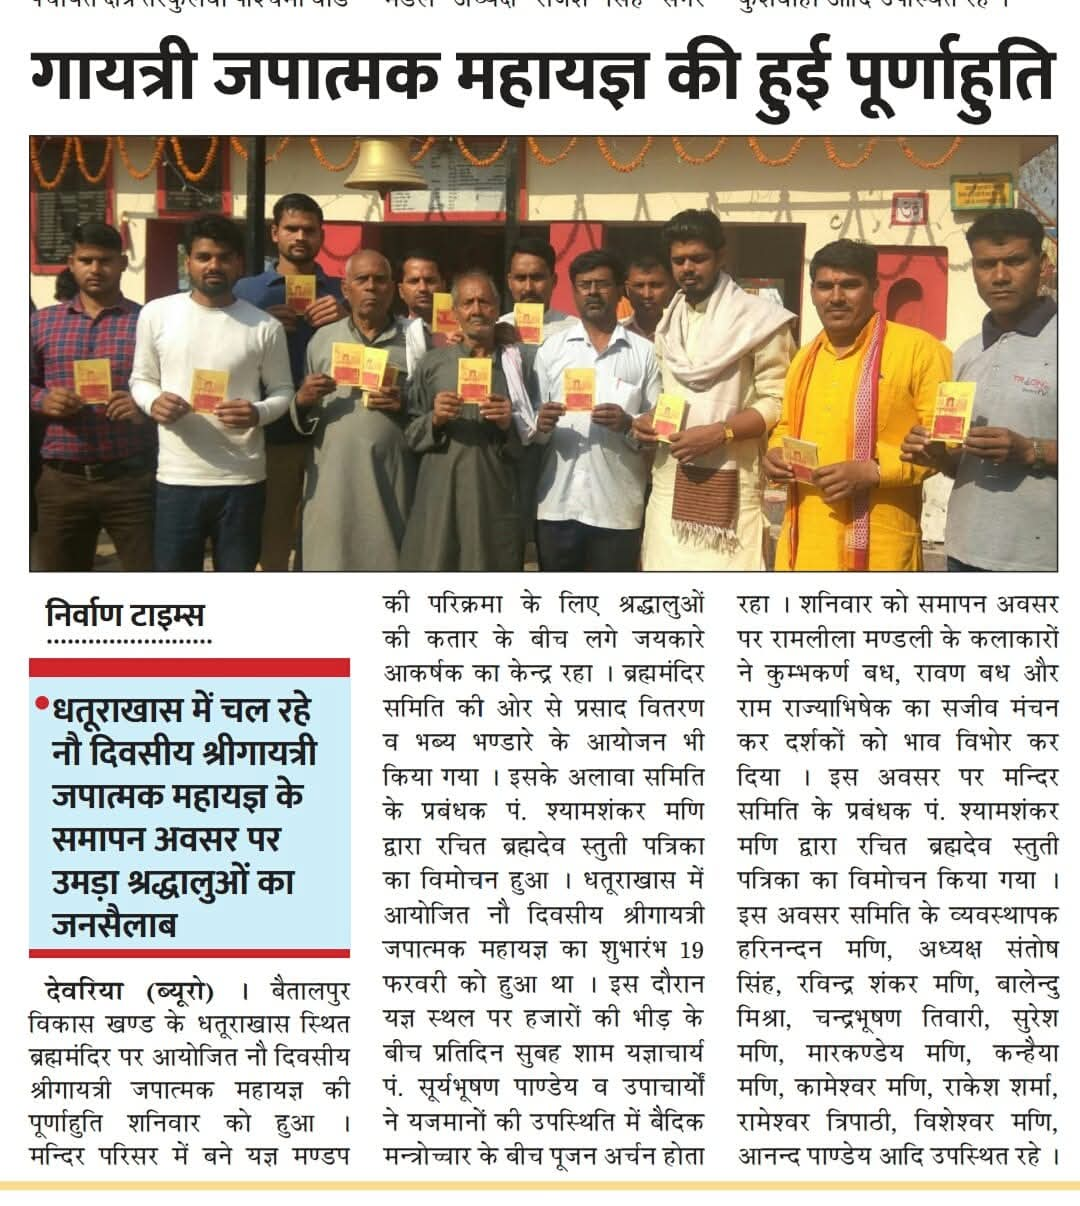 गायत्री जपात्मक महायज्ञ की हुई पूर्णाहुति
निर्वाण टाइम्स
धतूराखास में चल रहे
नौ दिवसीय श्रीगायत्री
जपात्मक महायज्ञ के
समापन अवसर पर
उमड़ा श्रद्धालुओं का
जनसैलाब
देवरिया (ब्यूरो) । बैतालपुर
विकास खण्ड के धतूराखास स्थित
ब्रह्ममंदिर पर आयोजित नौ दिवसीय
श्रीगायत्री जपात्मक महायज्ञ की
पूर्णाहुति शनिवार को हुआ ।
मन्दिर परिसर में बने यज्ञ मण्डप
की परिक्रमा के लिए श्रद्धालुओं
की कतार के बीच लगे जयकारे
आकर्षक का केन्द्र रहा । ब्रह्ममंदिर
समिति की ओर से प्रसाद वितरण
व भब्य भण्डारे के आयोजन भी
किया गया । इसके अलावा समिति
के प्रबंधक पं. श्यामशंकर मणि
द्वारा रचित ब्रह्मदेव स्तुती पत्रिका
का विमोचन हुआ । धतूराखास में
आयोजित नौ दिवसीय श्रीगायत्री
जपात्मक महायज्ञ का शुभारंभ 19
फरवरी को हुआ था । इस दौरान
यज्ञ स्थल पर हजारों की भीड़ के
बीच प्रतिदिन सुबह शाम यज्ञाचार्य
पं. सूर्यभूषण पाण्डेय व उपाचार्यों
ने यजमानों की उपस्थिति में बैदिक
मन्त्रोच्चार के बीच पूजन अर्चन होता
रहा । शनिवार को समापन अवसर
पर रामलीला मण्डली के कलाकारों
ने कुम्भकर्ण बध, रावण बध और
राम राज्याभिषेक का सजीव मंचन
कर दर्शकों को भाव विभोर कर
दिया । इस अवसर पर मन्दिर
समिति के प्रबंधक पं. श्यामशंकर
मणि द्वारा रचित ब्रह्मदेव स्तुती
पत्रिका का विमोचन किया गया ।
इस अवसर समिति के व्यवस्थापक
हरिनन्दन मणि, अध्यक्ष संतोष
सिंह, रविन्द्र शंकर मणि, बालेन्दु
मिश्रा, चन्द्रभूषण तिवारी, सुरेश
मणि, मारकण्डेय मणि, कन्हैया
मणि, कामेश्वर मणि, राकेश शर्मा,
रामेश्वर त्रिपाठी, विशेश्वर मणि,
आनन्द पाण्डेय आदि उपस्थित रहे ।